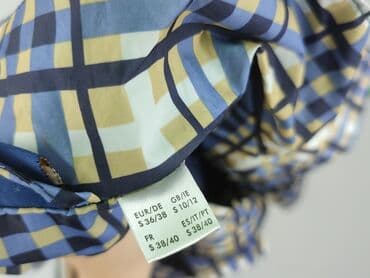 EUR/DE GB/IE
S 36/38 S 10/12
FR ES/IT/PT
S 38/40 S 38/40